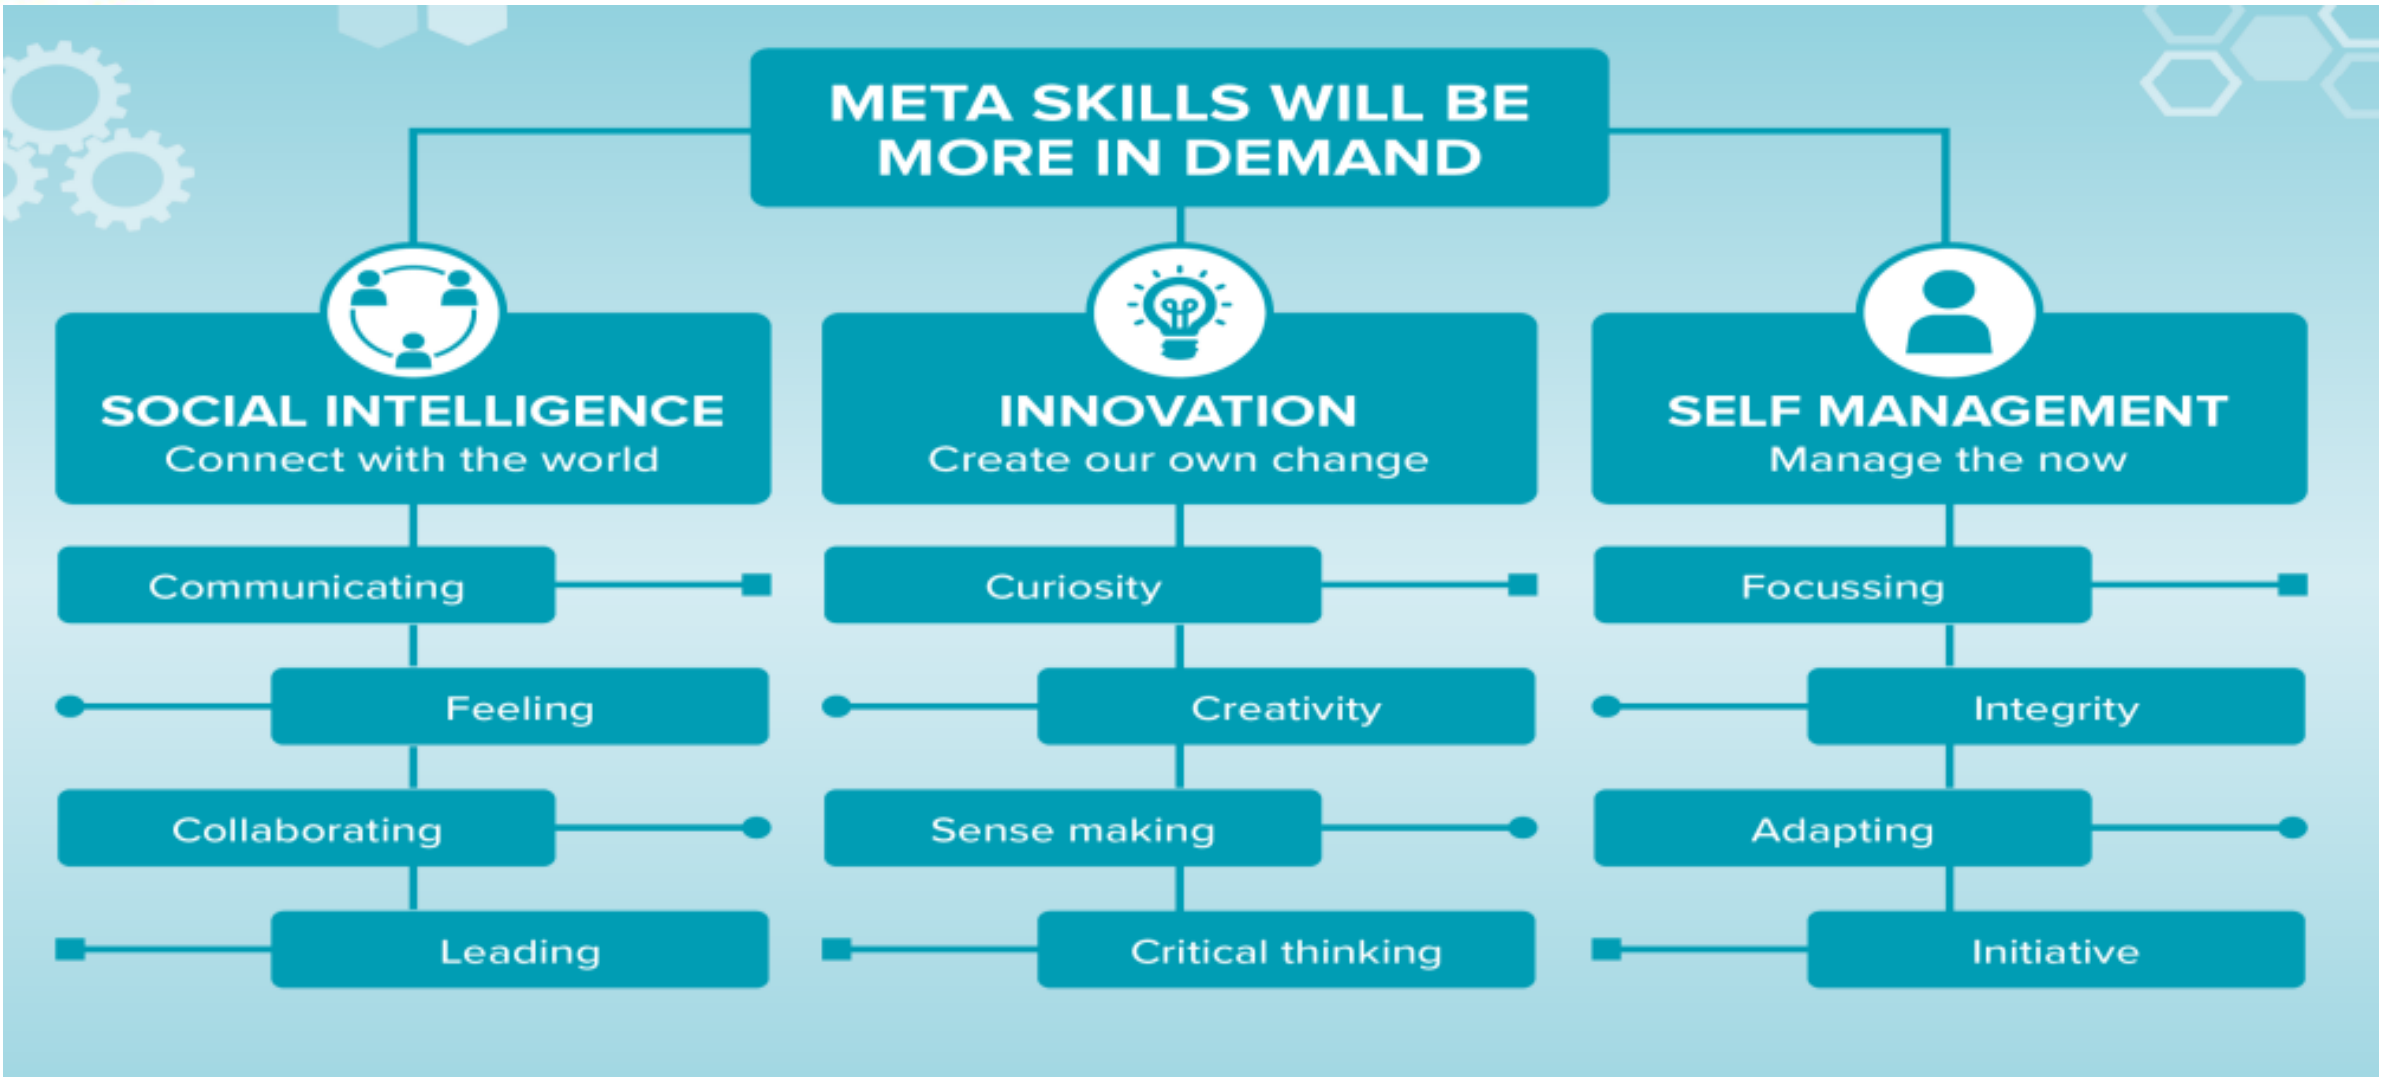 META SKILLS WILL BE
MORE IN DEMAND
SOCIAL INTELLIGENCE
Connect with the world
Communicating
Feeling
Collaborating
Leading
INNOVATION
Create our own change
Curiosity
Creativity
Sense making
Critical thinking
SELF MANAGEMENT
Manage the now
Focussing
Integrity
Adapting
Initiative